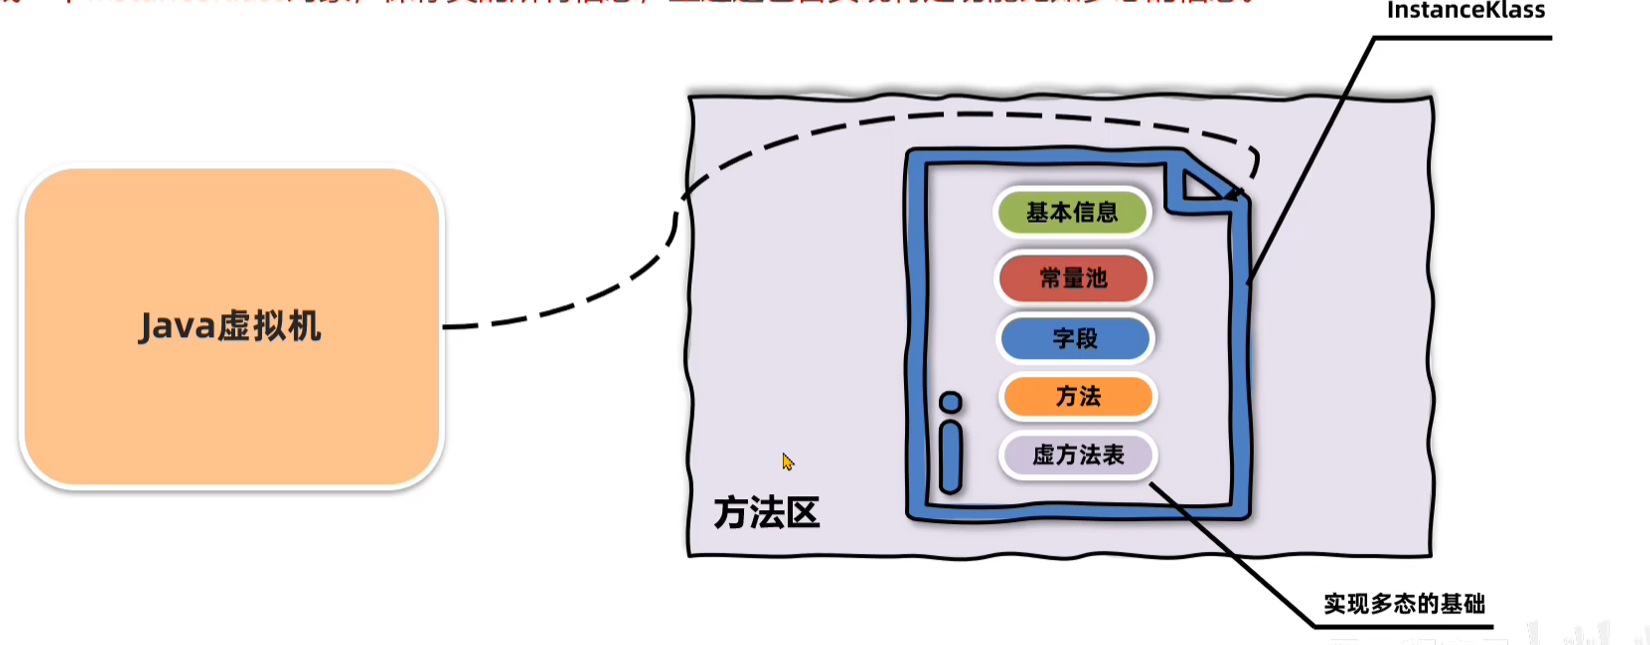 InstanceKlass
基本信息
常量池
Java虚拟机
字段
方法
虚方法表
方法区
实现多态的基础